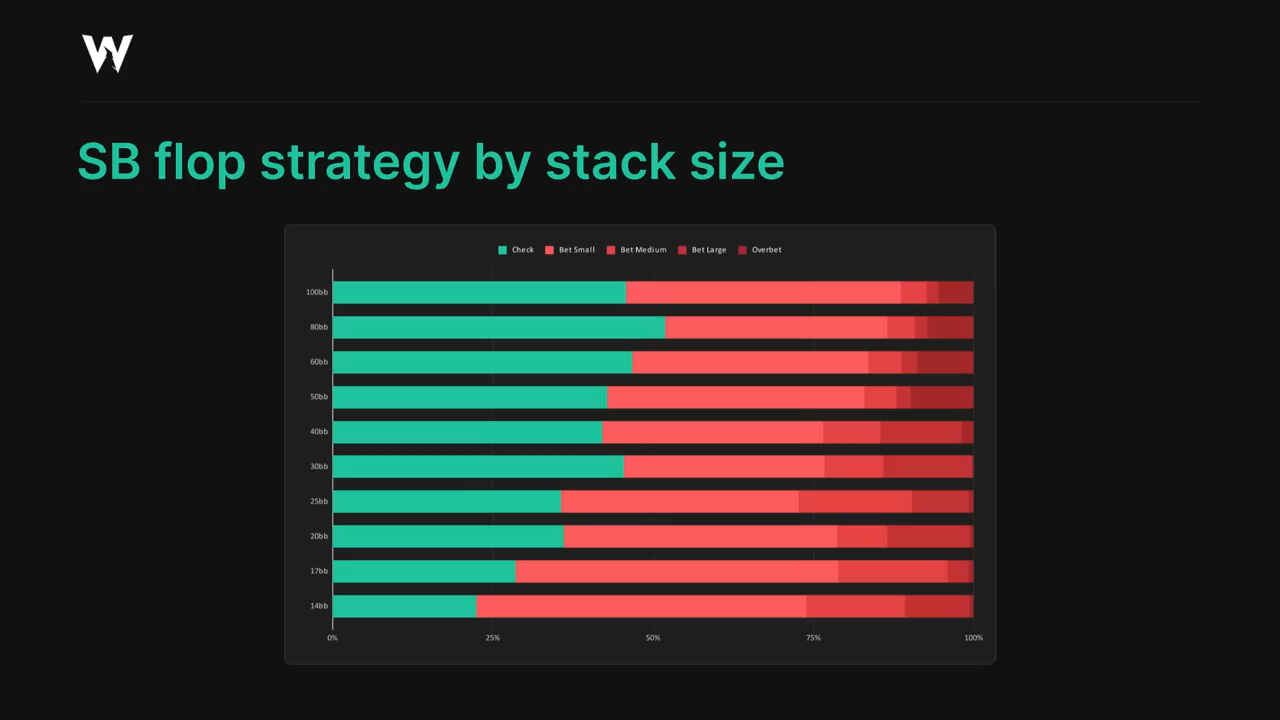 W
SB flop strategy by stack size
Check Bet Small Bet Medium Bet Large Overbet
100bb
80bb
60bb
50bb
40bb
30bb
25bb
20bb
17bb
14bb
0% 25% 50% 75% 100%